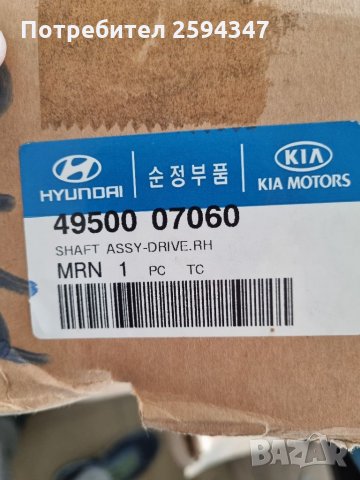 Потребител 2594347
HYUNDAI
순정부품
KIA
KIA MOTORS
49500 07060
SHAFT ASSY-DRIVE.RH
MRN 1 PC TC
BAZAR